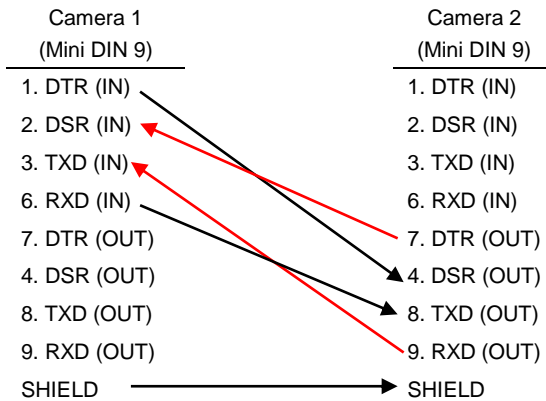 Camera 1
(Mini DIN 9)
1. DTR (IN)
2. DSR (IN)
3. TXD (IN)
6. RXD (IN)
7. DTR (OUT)
4. DSR (OUT)
8. TXD (OUT)
9. RXD (OUT)
SHIELD
Camera 2
(Mini DIN 9)
1. DTR (IN)
2. DSR (IN)
3. TXD (IN)
6. RXD (IN)
7. DTR (OUT)
4. DSR (OUT)
8. TXD (OUT)
9. RXD (OUT)
SHIELD